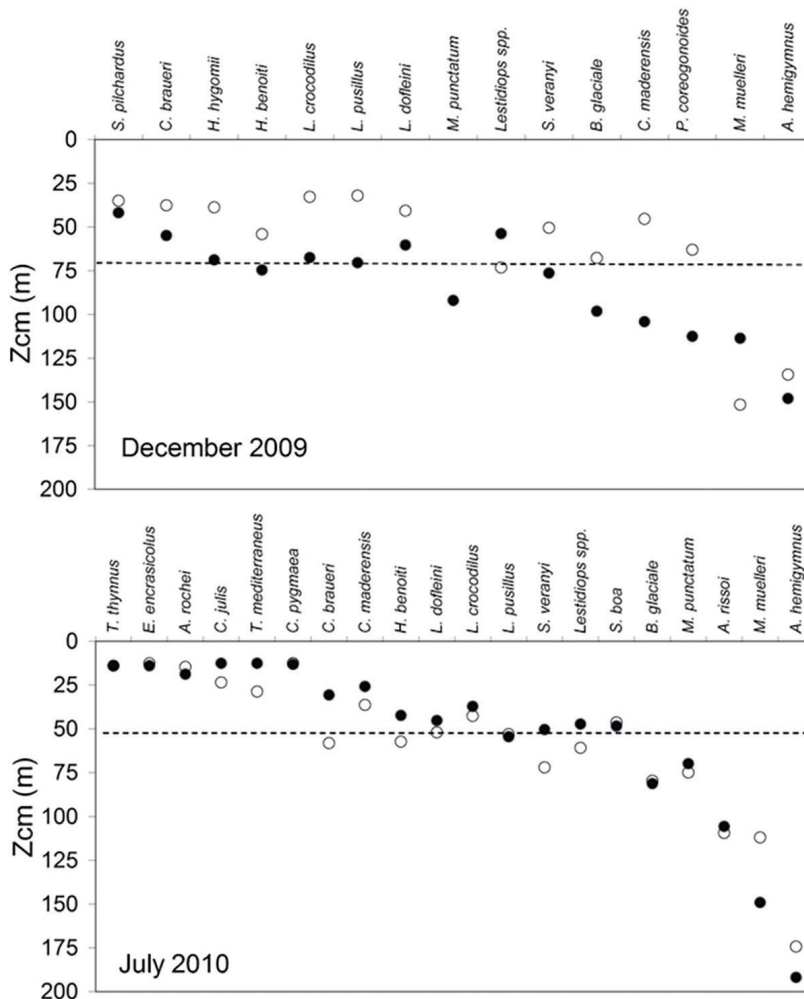 S. pilchardus
C. braueri
H. hygomii
H. benoiti
L. crocodilus
L. pusillus
L. dofleini
M. punctatum
Lestidiops spp.
S. veranyi
B. glaciale
C. maderensis
P. coreogonoides
M. muelleri
A. hemigymnus
0
25
50
75
100
125
150
175
200
Zcm (m)
December 2009
T. thynnus
E. encrasicolus
A. rochei
C. julis
T. mediterraneus
C. pygmaea
C. braueri
C. maderensis
H. benoiti
L. dofleini
L. crocodilus
L. pusillus
S. veranyi
Lestidiops spp.
S. boa
B. glaciale
M. punctatum
A. rissoi
M. muelleri
A. hemigymnus
0
25
50
75
100
125
150
175
200
Zcm (m)
July 2010